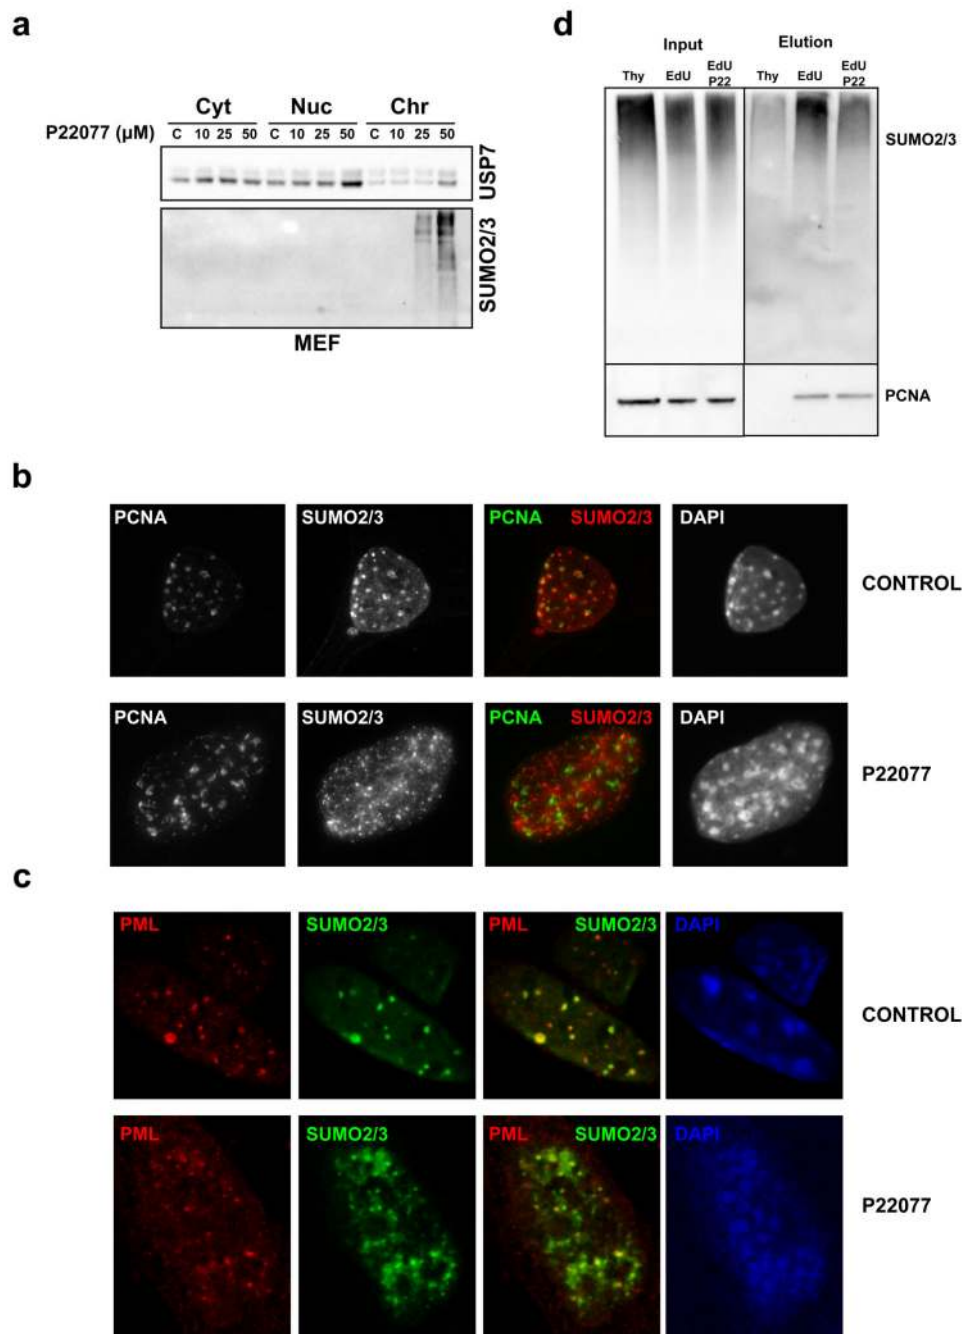 a
Cyt Nuc Chr
P22077 (µM) C 10 25 50 C 10 25 50 C 10 25 50
USP7
SUMO2/3
MEF
d
Input Elution
Thy EdU EdU P22 Thy EdU EdU P22
SUMO2/3
PCNA
b
PCNA SUMO2/3 PCNA SUMO2/3 DAPI
CONTROL
PCNA SUMO2/3 PCNA SUMO2/3 DAPI
P22077
c
PML SUMO2/3 PML SUMO2/3 DAPI
CONTROL
PML SUMO2/3 PML SUMO2/3 DAPI
P22077